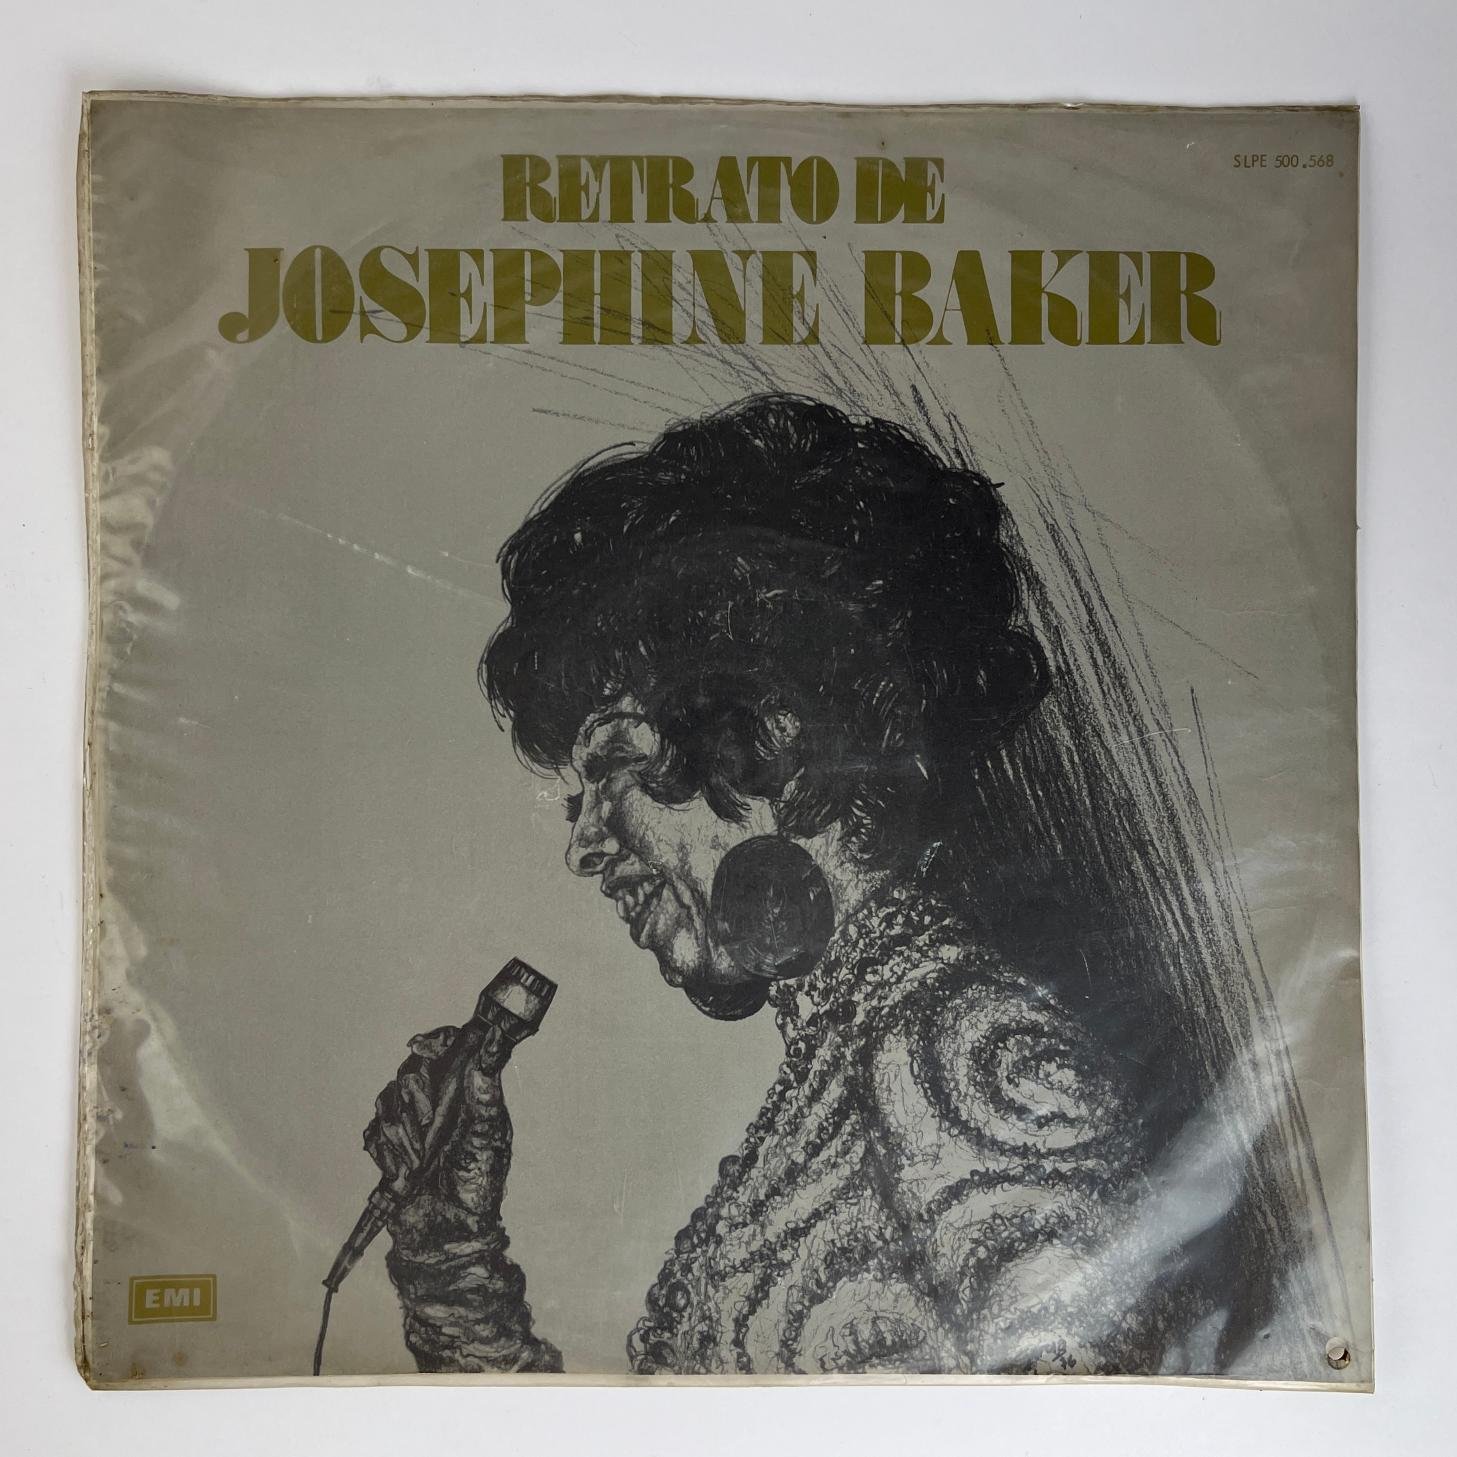 SLPE 500.568
RETRATO DE
JOSEPHINE BAKER
EMI